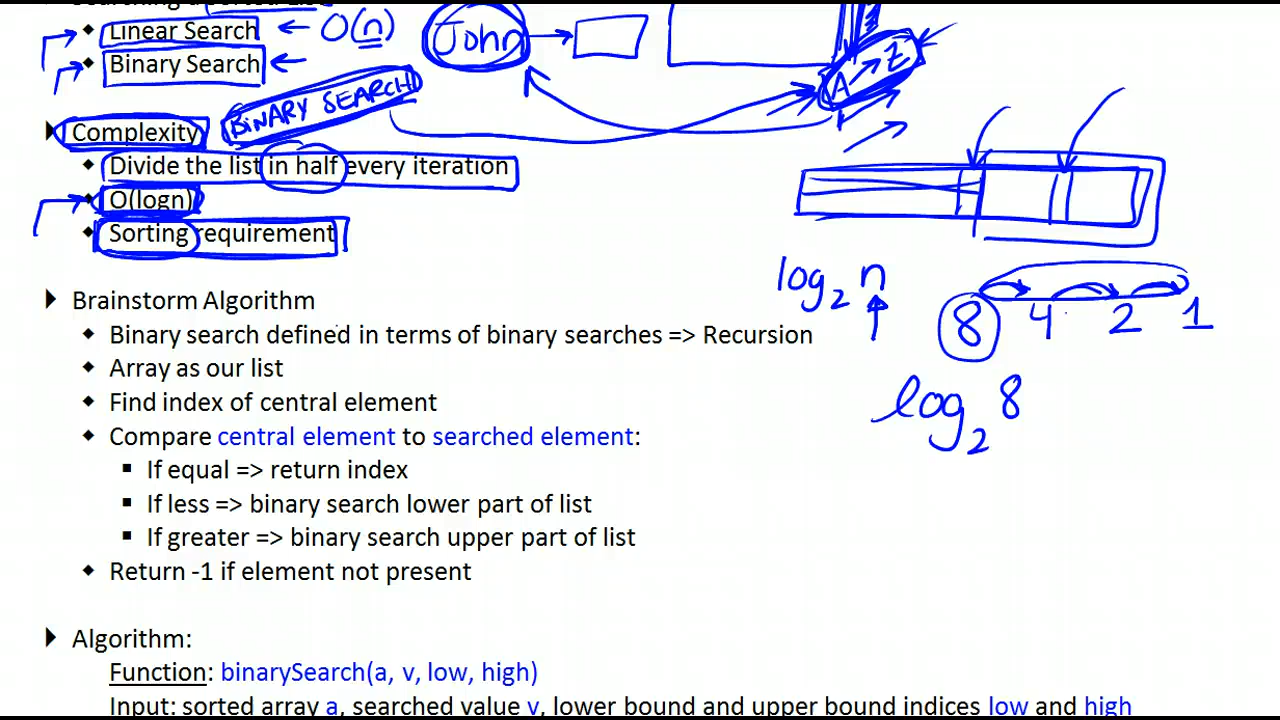 Linear Search ← O(n) John
Binary Search ←
A → Z
Complexity BINARY SEARCH
Divide the list in half every iteration
O(logn)
Sorting requirement
log2 n
8 4 2 1
log2 8
Brainstorm Algorithm
Binary search defined in terms of binary searches => Recursion
Array as our list
Find index of central element
Compare central element to searched element:
If equal => return index
If less => binary search lower part of list
If greater => binary search upper part of list
Return -1 if element not present
Algorithm:
Function: binarySearch(a, v, low, high)
Input: sorted array a, searched value v, lower bound and upper bound indices low and high